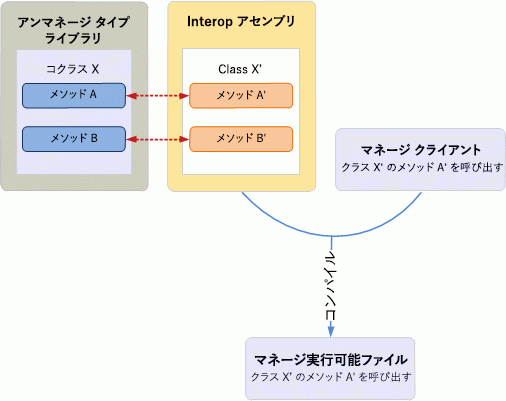 アンマネージ タイプ
ライブラリ
コクラス X
メソッド A
メソッド B
Interop アセンブリ
Class X'
メソッド A'
メソッド B'
マネージ クライアント
クラス X' のメソッド A' を呼び出す
コンパイル
マネージ実行可能ファイル
クラス X' のメソッド A' を呼び出す